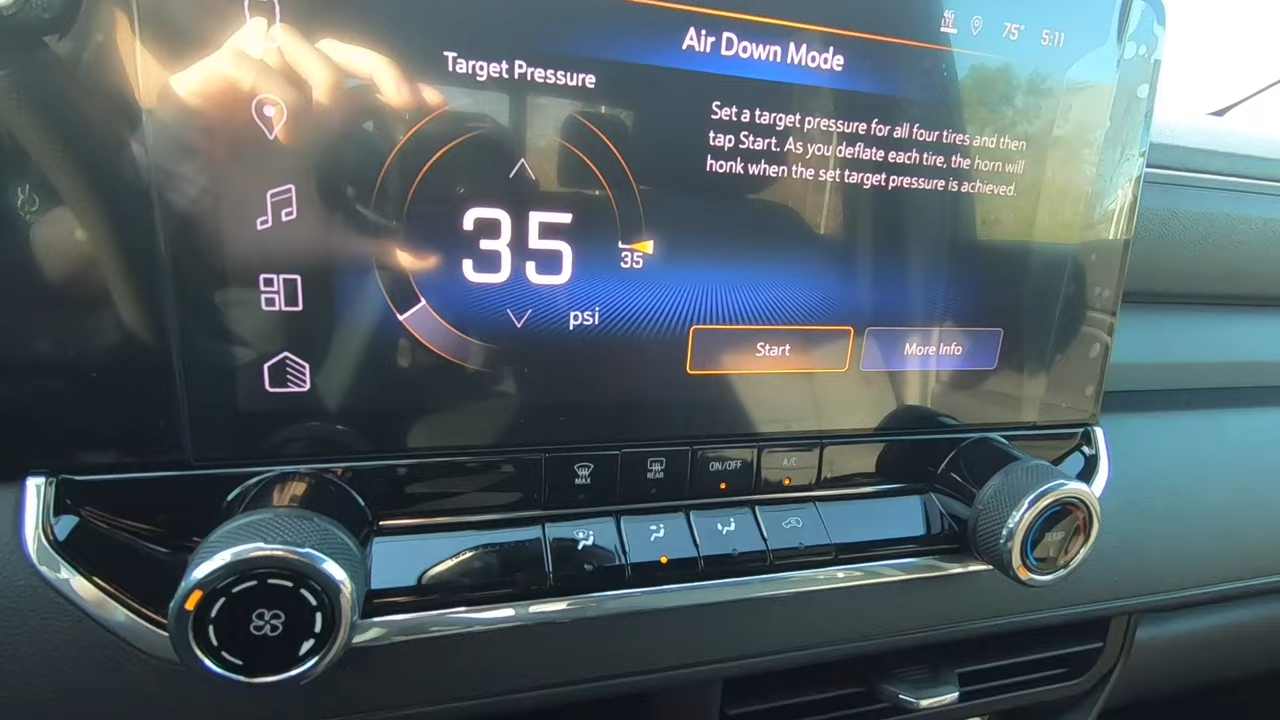 4G
LTE
75°
5:11
Air Down Mode
Target Pressure
Set a target pressure for all four tires and then
tap Start. As you deflate each tire, the horn will
honk when the set target pressure is achieved.
35
35
psi
Start
More Info
MAX
REAR
ON/OFF
A/C
TEMP